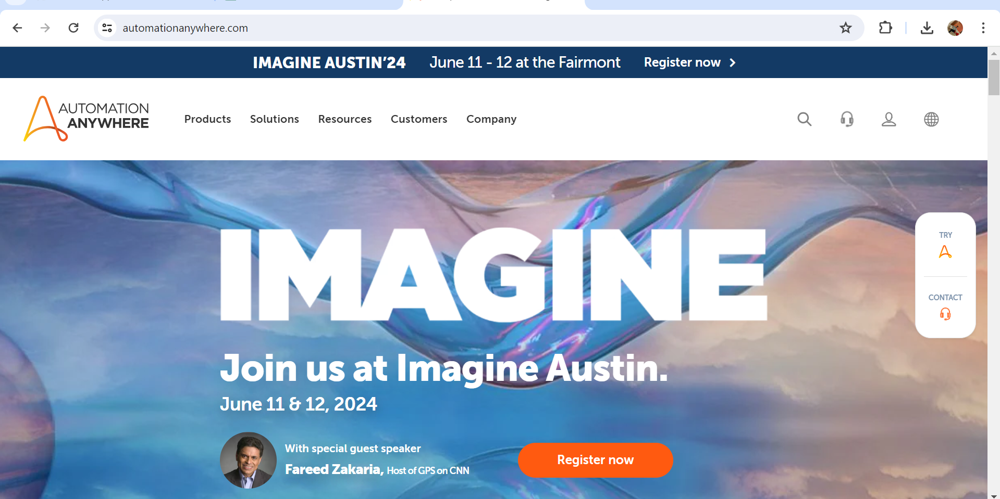 automationanywhere.com
IMAGINE AUSTIN’24 June 11 - 12 at the Fairmont Register now
AUTOMATION
ANYWHERE
Products Solutions Resources Customers Company
IMAGINE
TRY
CONTACT
Join us at Imagine Austin.
June 11 & 12, 2024
With special guest speaker
Fareed Zakaria, Host of GPS on CNN
Register now